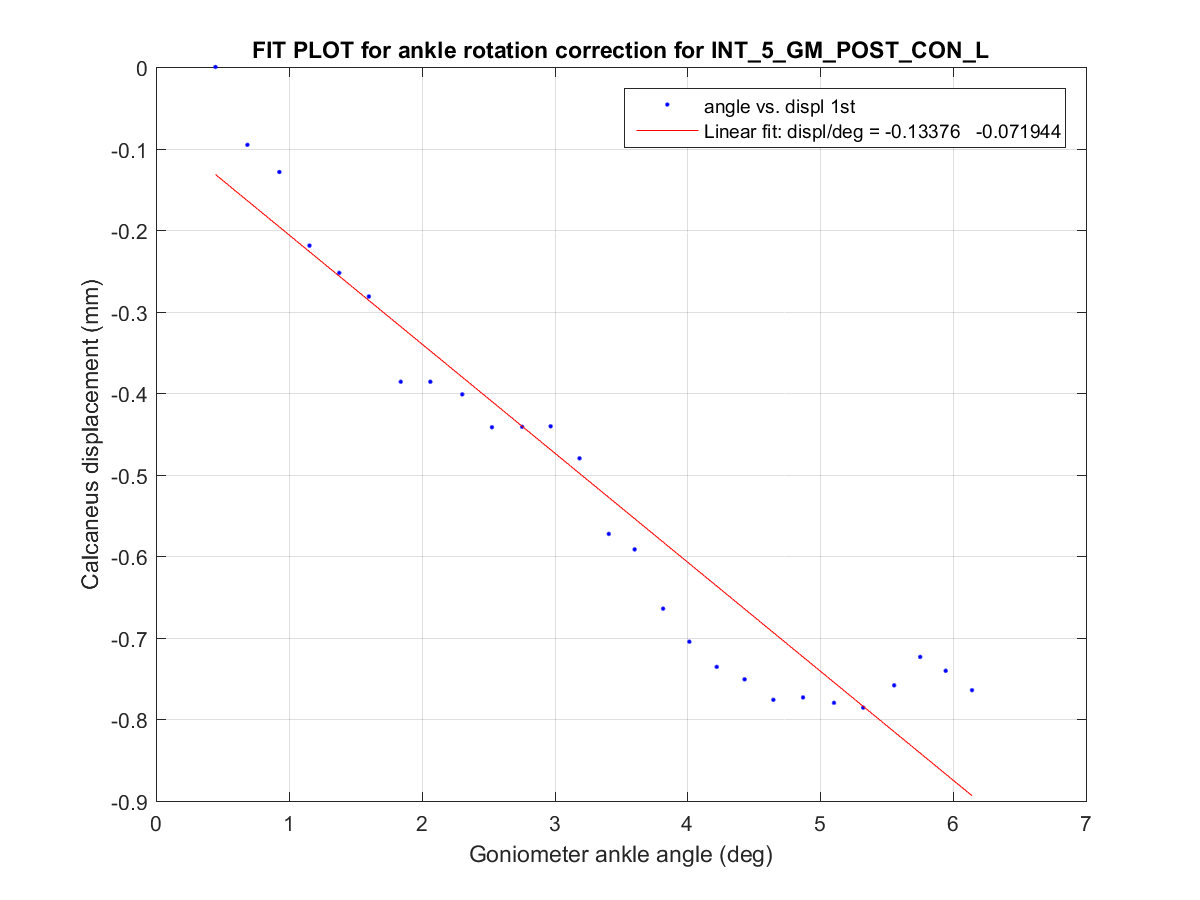 FIT PLOT for ankle rotation correction for INT_5_GM_POST_CON_L
angle vs. displ 1st
Linear fit: displ/deg = -0.13376   -0.071944
0
-0.1
-0.2
-0.3
-0.4
-0.5
-0.6
-0.7
-0.8
-0.9
Calcaneus displacement (mm)
0 1 2 3 4 5 6 7
Goniometer ankle angle (deg)